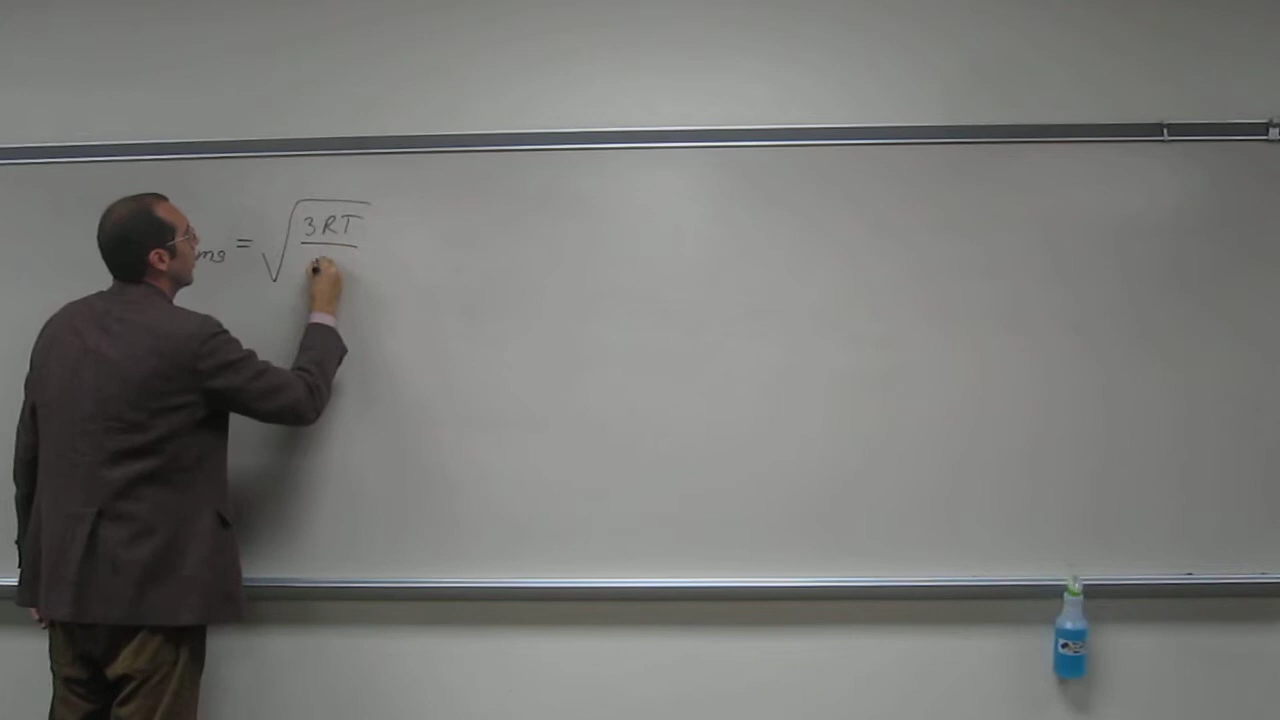 ms = √3RT